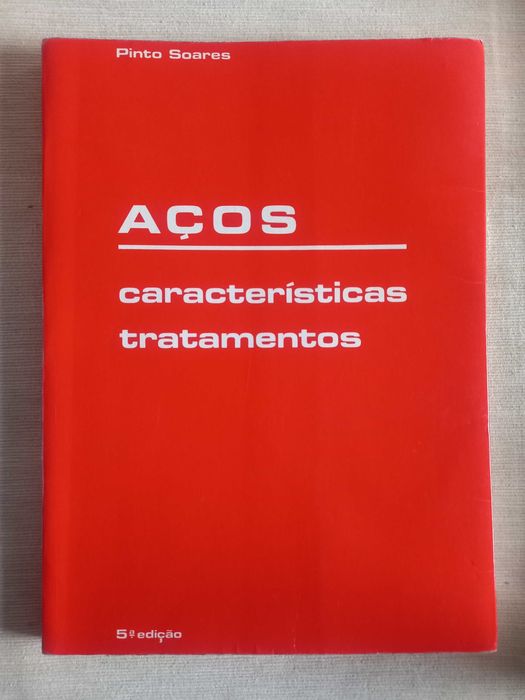 Pinto Soares
AÇOS
características
tratamentos
5ª edição